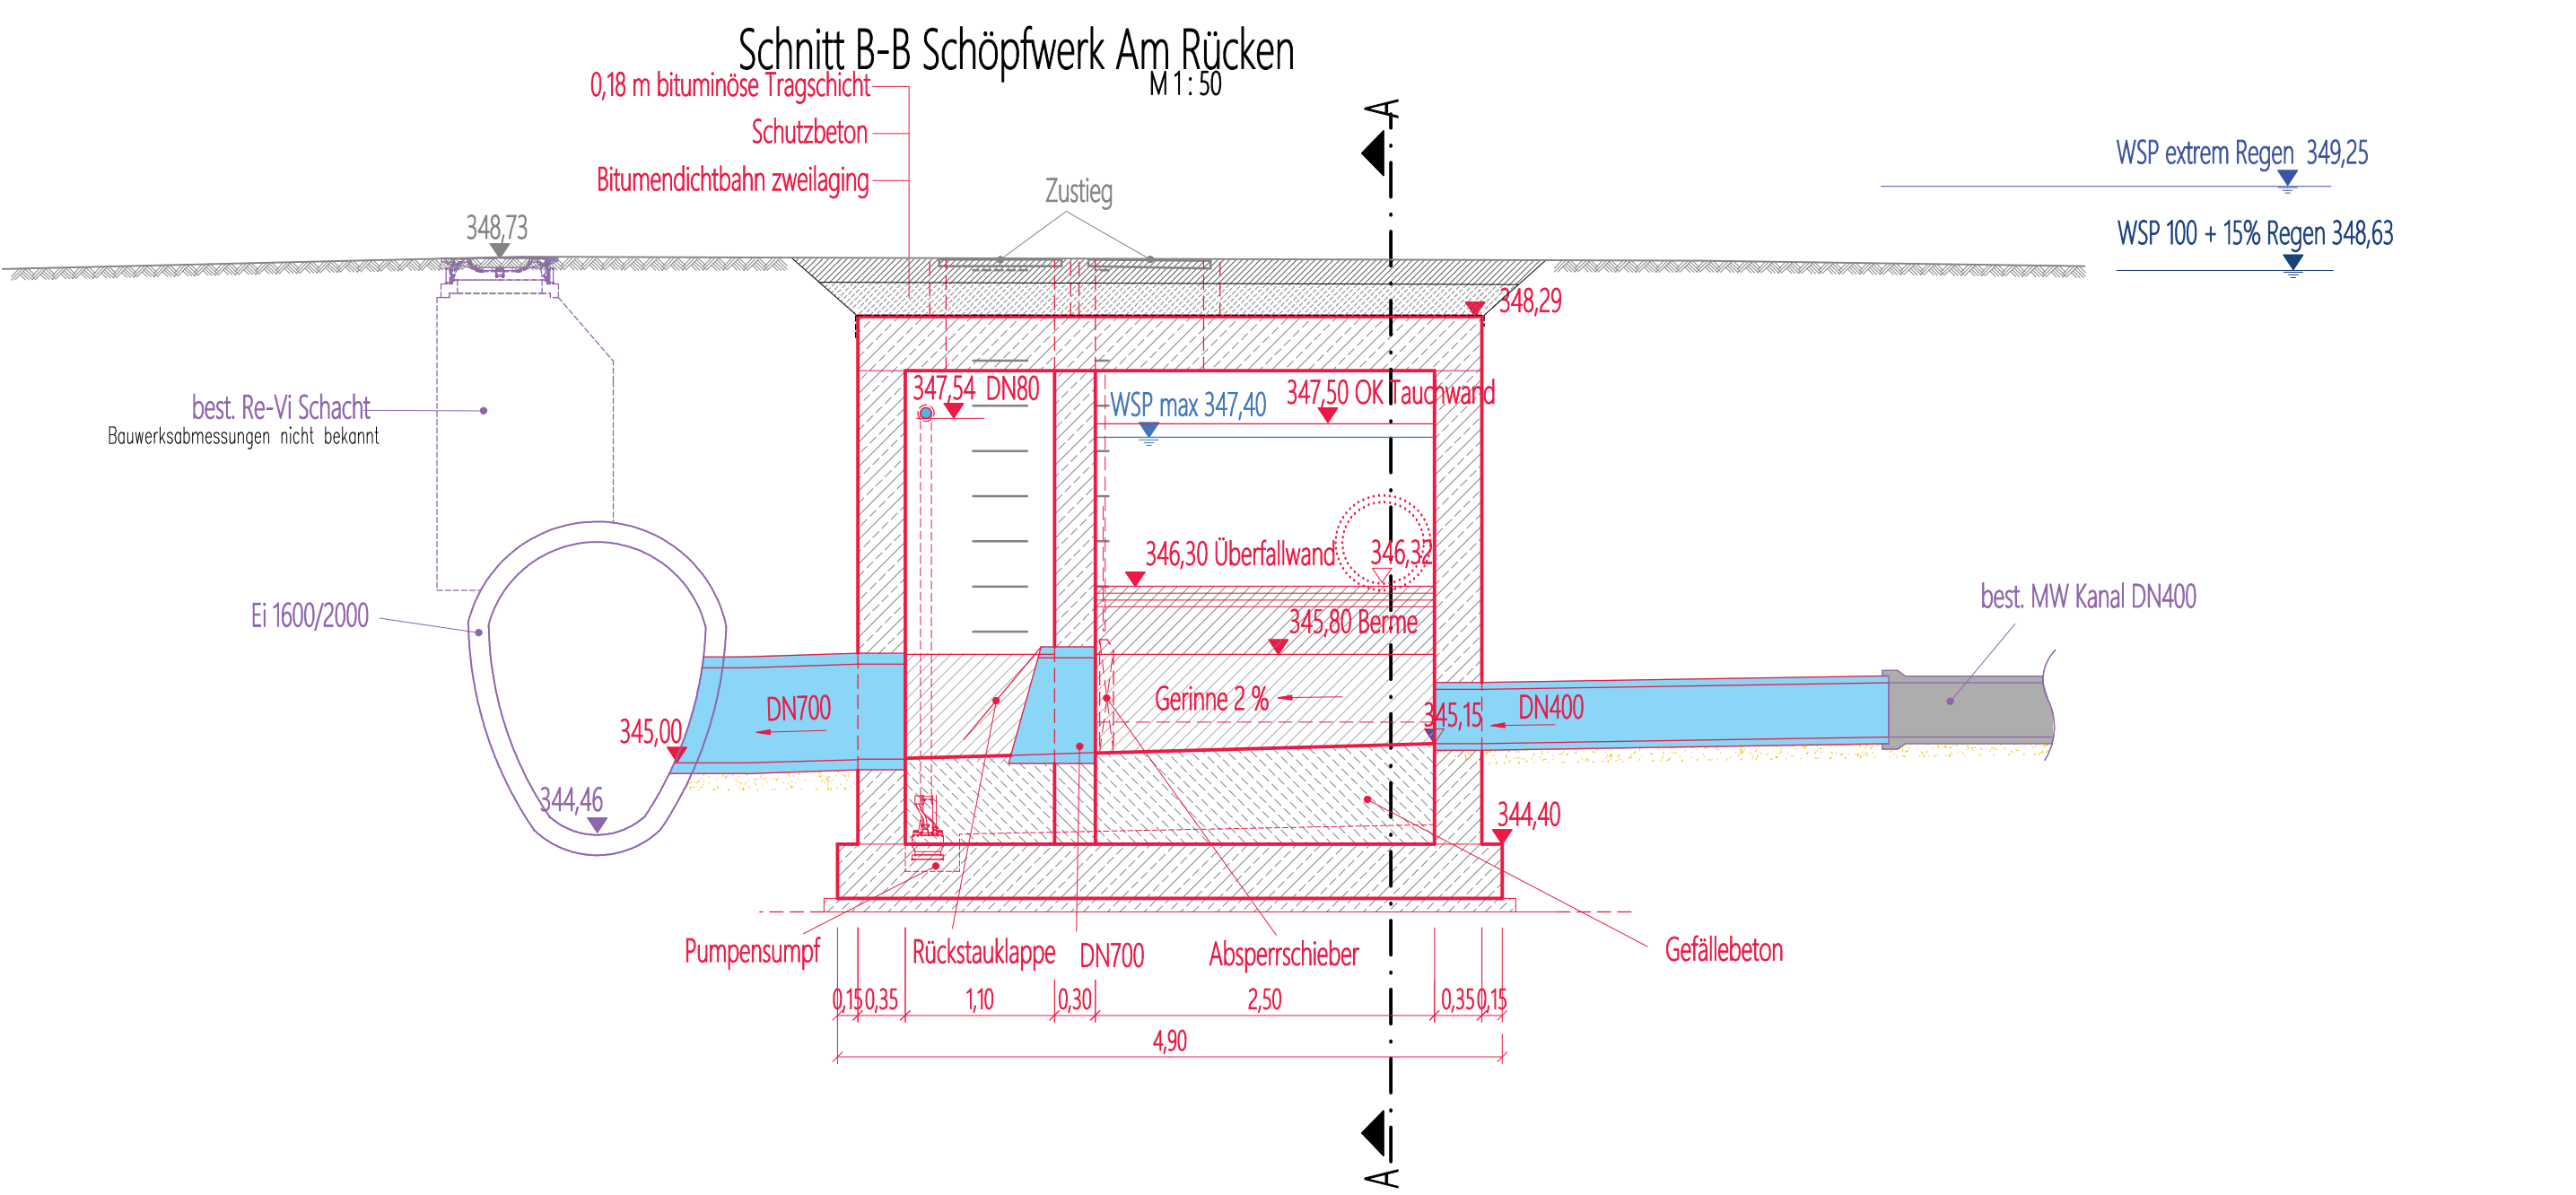 Schnitt B-B Schöpfwerk Am Rücken
M 1 : 50
0,18 m bituminöse Tragschicht
Schutzbeton
Bitumendichtbahn zweilaging
A
WSP extrem Regen 349,25
WSP 100 + 15% Regen 348,63
Zustieg
348,73
348,29
best. Re-Vi Schacht
Bauwerksabmessungen nicht bekannt
347,54 DN80
WSP max 347,40
347,50 OK Tauchwand
346,30 Überfallwand
346,32
345,80 Berme
Ei 1600/2000
best. MW Kanal DN400
DN700
Gerinne 2 %
345,15
DN400
345,00
344,46
344,40
Pumpensumpf
Rückstauklappe
DN700
Absperrschieber
Gefällebeton
0,15
0,35
1,10
0,30
2,50
0,35
0,15
4,90
A